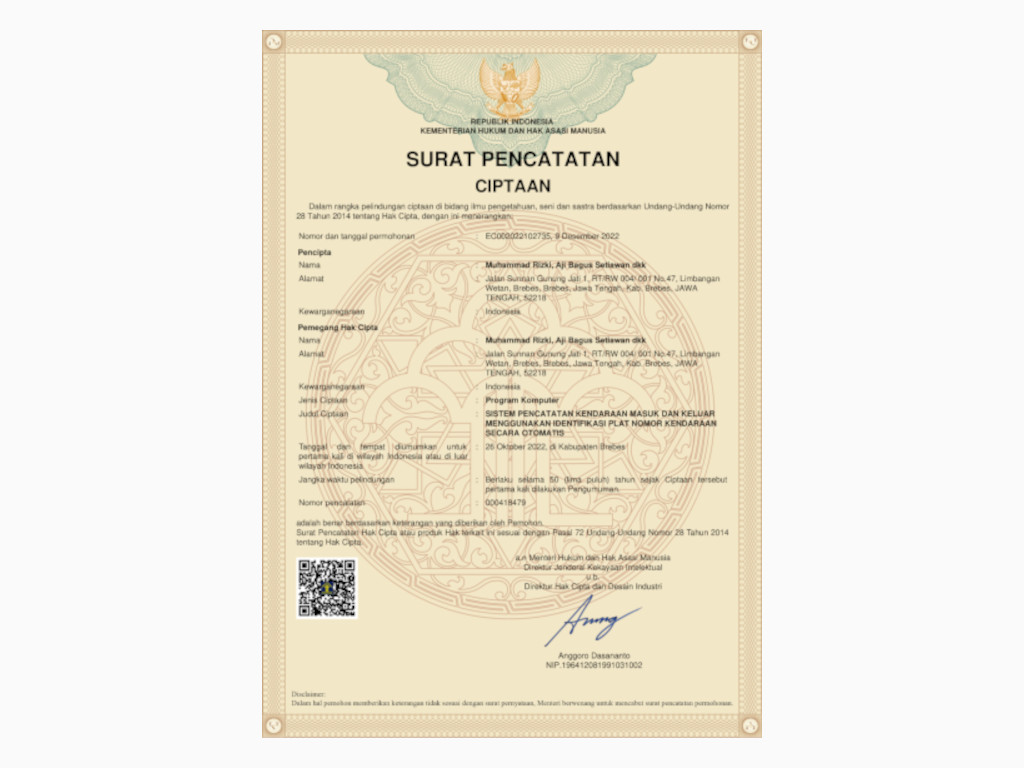 REPUBLIK INDONESIA
KEMENTERIAN HUKUM DAN HAK ASASI MANUSIA
SURAT PENCATATAN
CIPTAAN
Dalam rangka pelindungan ciptaan di bidang ilmu pengetahuan, seni dan sastra berdasarkan Undang-Undang Nomor
28 Tahun 2014 tentang Hak Cipta, dengan ini menerangkan:
Nomor dan tanggal permohonan : EC002022102735, 9 Desember 2022
Pencipta
Nama : Muhammad Rizki, Aji Bagus Setiawan dkk
Alamat : Jalan Sunnan Gunung Jati 1, RT/RW 004/ 001 No.47, Limbangan
Wetan, Brebes, Brebes, Jawa Tengah, Kab. Brebes, JAWA
TENGAH, 52218
Kewarganegaraan : Indonesia
Pemegang Hak Cipta
Nama : Muhammad Rizki, Aji Bagus Setiawan dkk
Alamat : Jalan Sunnan Gunung Jati 1, RT/RW 004/ 001 No.47, Limbangan
Wetan, Brebes, Brebes, Jawa Tengah, Kab. Brebes, JAWA
TENGAH, 52218
Kewarganegaraan : Indonesia
Jenis Ciptaan : Program Komputer
Judul Ciptaan : SISTEM PENCATATAN KENDARAAN MASUK DAN KELUAR
MENGGUNAKAN IDENTIFIKASI PLAT NOMOR KENDARAAN
SECARA OTOMATIS
Tanggal dan tempat diumumkan untuk : 26 Oktober 2022, di Kabupaten Brebes
pertama kali di wilayah Indonesia atau di luar
wilayah Indonesia
Jangka waktu pelindungan : Berlaku selama 50 (lima puluh) tahun sejak Ciptaan tersebut
pertama kali dilakukan Pengumuman.
Nomor pencatatan : 000418479
adalah benar berdasarkan keterangan yang diberikan oleh Pemohon.
Surat Pencatatan Hak Cipta atau produk Hak terkait ini sesuai dengan Pasal 72 Undang-Undang Nomor 28 Tahun 2014
tentang Hak Cipta.
a.n Menteri Hukum dan Hak Asasi Manusia
Direktur Jenderal Kekayaan Intelektual
u.b.
Direktur Hak Cipta dan Desain Industri
Anggoro Dasananto
NIP.196412081991031002
Disclaimer:
Dalam hal pemohon memberikan keterangan tidak sesuai dengan surat pernyataan, Menteri berwenang untuk mencabut surat pencatatan permohonan.